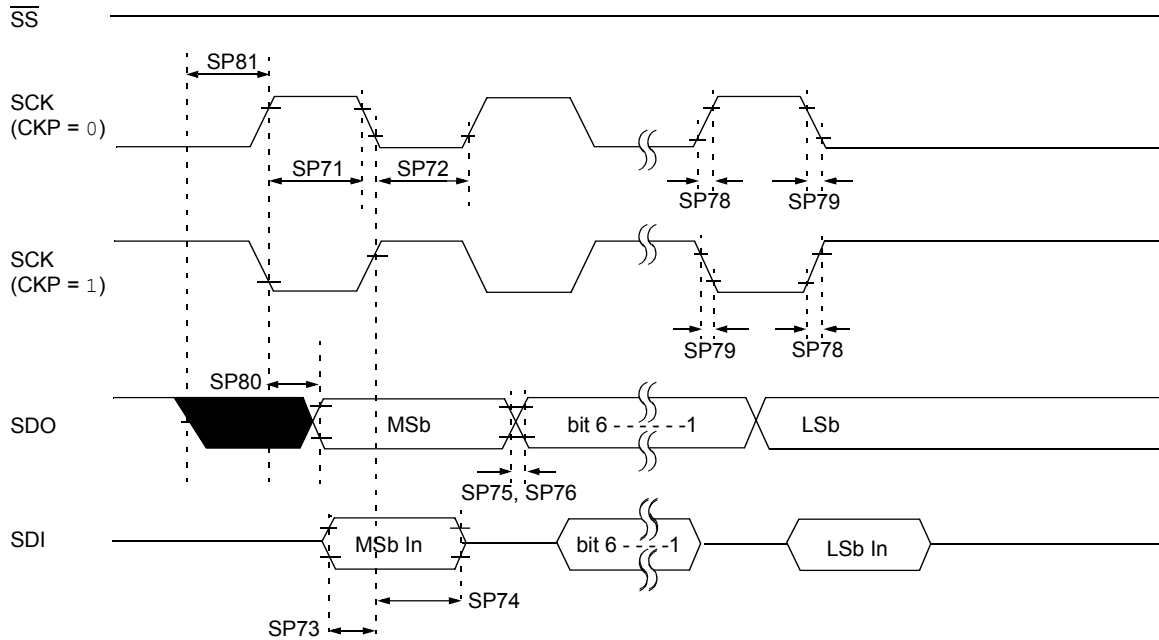 SS
SP81
SCK
(CKP = 0)
SP71
SP72
SP78
SP79
SCK
(CKP = 1)
SP79
SP78
SP80
SDO
MSb
bit 6 - - - - - -1
LSb
SP75, SP76
SDI
MSb In
bit 6 - - - - -1
LSb In
SP74
SP73